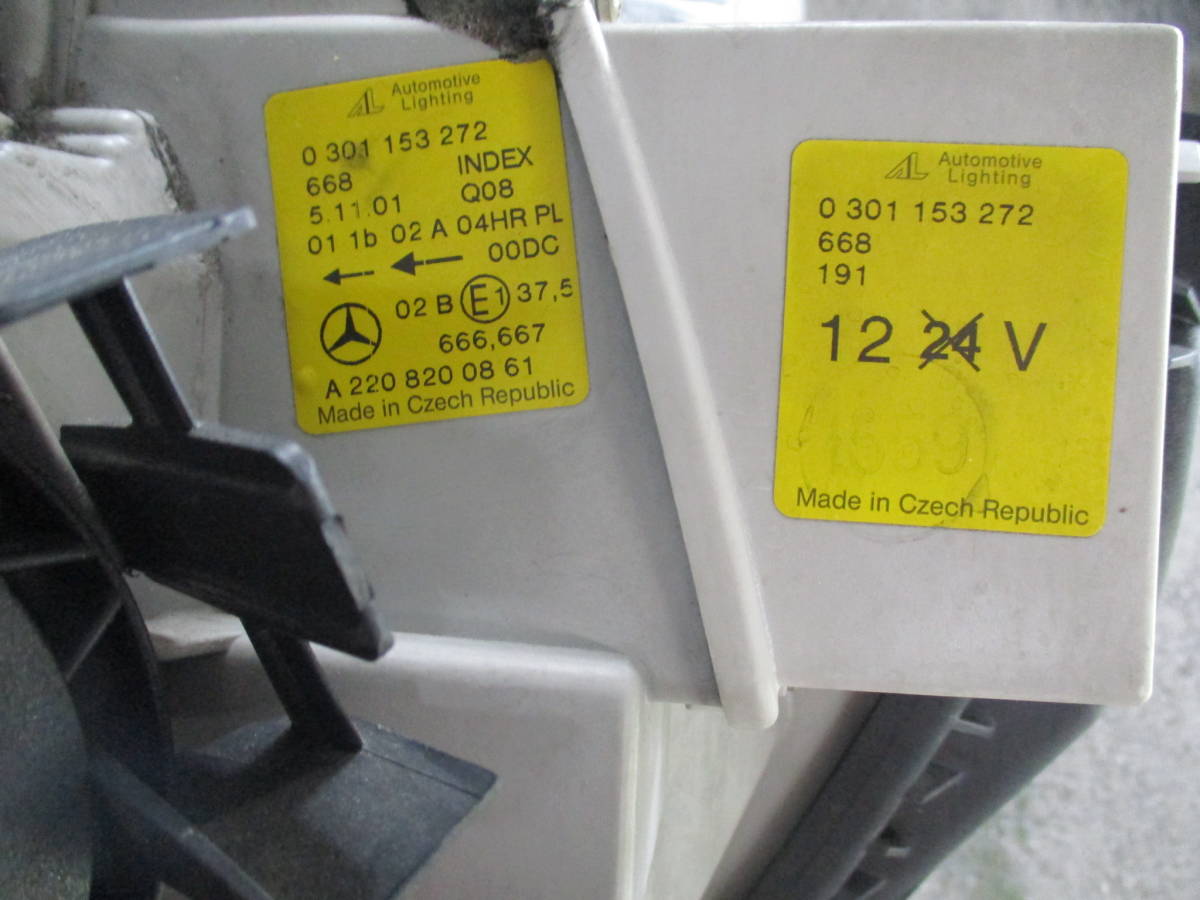 AL Automotive
Lighting
0 301 153 272
668 INDEX
5.11.01 Q08
01 1b 02 A 04HR PL
00DC
02 B E1 37,5
666,667
A 220 820 08 61
Made in Czech Republic
AL Automotive
Lighting
0 301 153 272
668
191
12 24 V
Made in Czech Republic